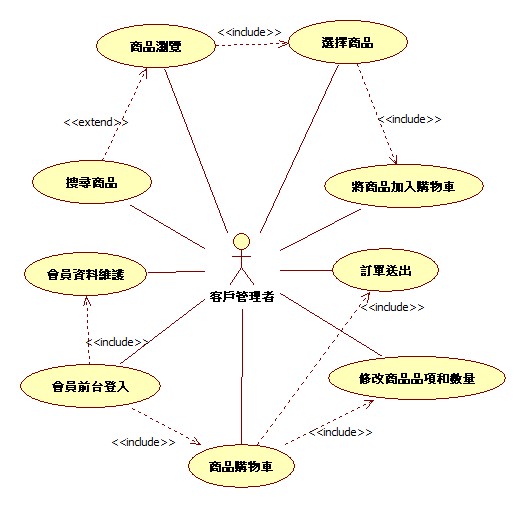 商品瀏覽
<<include>>
選擇商品
<<extend>>
<<include>>
搜尋商品
將商品加入購物車
會員資料維護
客戶管理者
訂單送出
<<include>>
<<include>>
會員前台登入
修改商品品項和數量
<<include>>
<<include>>
商品購物車